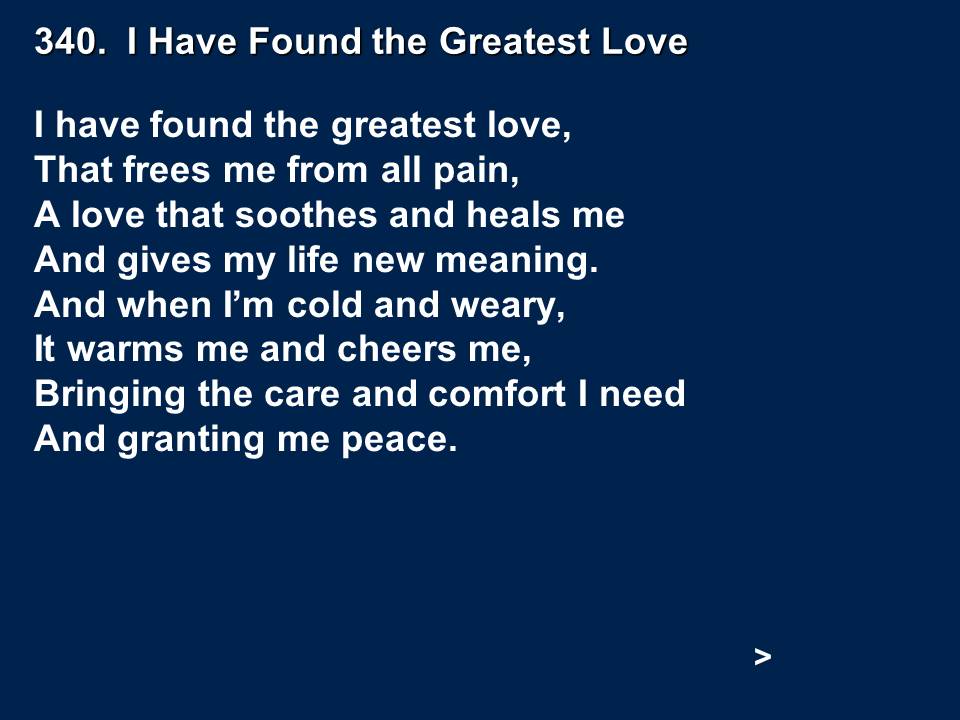 340.  I Have Found the Greatest Love
I have found the greatest love,
That frees me from all pain,
A love that soothes and heals me
And gives my life new meaning.
And when I’m cold and weary,
It warms me and cheers me,
Bringing the care and comfort I need
And granting me peace.
>